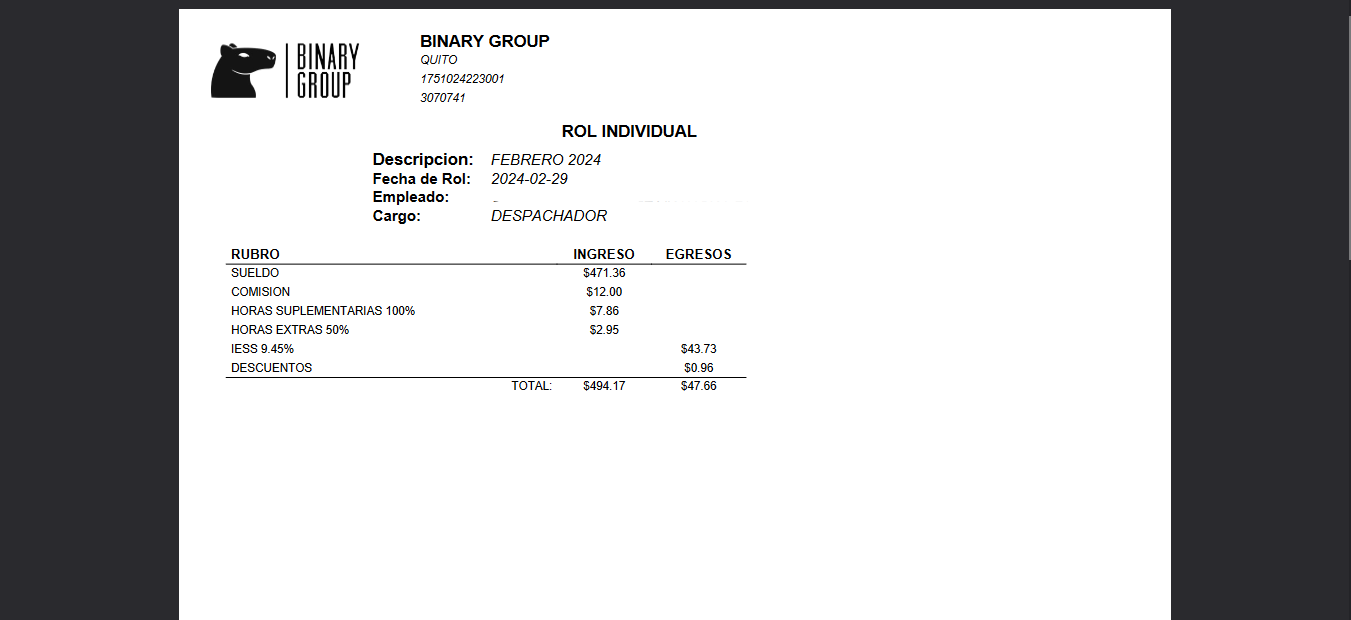 BINARY
GROUP
BINARY GROUP
QUITO
1751024223001
3070741
ROL INDIVIDUAL
Descripcion: FEBRERO 2024
Fecha de Rol: 2024-02-29
Empleado:
Cargo: DESPACHADOR
RUBRO INGRESO EGRESOS
SUELDO $471.36
COMISION $12.00
HORAS SUPLEMENTARIAS 100% $7.86
HORAS EXTRAS 50% $2.95
IESS 9.45% $43.73
DESCUENTOS $0.96
TOTAL: $494.17 $47.66